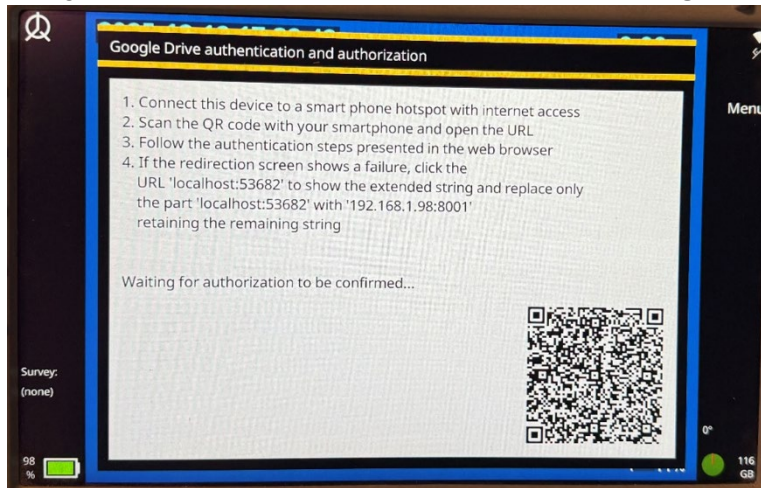 Google Drive authentication and authorization
1. Connect this device to a smart phone hotspot with internet access
2. Scan the QR code with your smartphone and open the URL
3. Follow the authentication steps presented in the web browser
4. If the redirection screen shows a failure, click the
URL 'localhost:53682' to show the extended string and replace only
the part 'localhost:53682' with '192.168.1.98:8001'
retaining the remaining string
Waiting for authorization to be confirmed...
Menu
Survey:
(none)
98
%
0°
116
GB